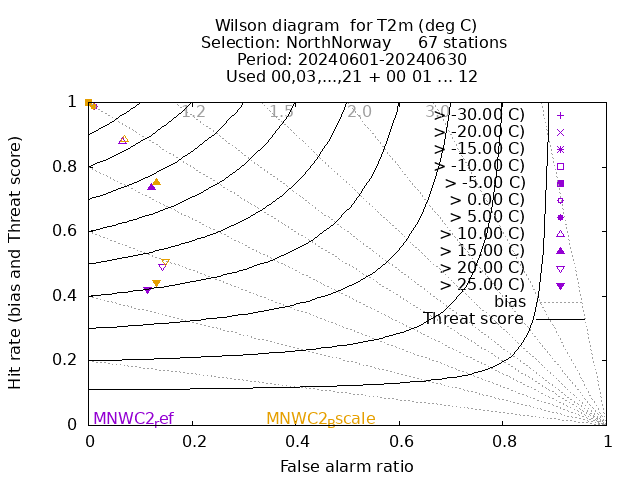 Wilson diagram  for T2m (deg C)
Selection: NorthNorway     67 stations
Period: 20240601-20240630
Used 00,03,...,21 + 00 01 ... 12
1.2 1.5 2.0 3.0
> -30.00 C)
> -20.00 C)
> -15.00 C)
> -10.00 C)
> -5.00 C)
> 0.00 C)
> 5.00 C)
> 10.00 C)
> 15.00 C)
> 20.00 C)
> 25.00 C)
bias
Threat score
Hit rate (bias and Threat score)
1
0.8
0.6
0.4
0.2
0
MNWC2ref MNWC2Bscale
0 0.2 0.4 0.6 0.8 1
False alarm ratio